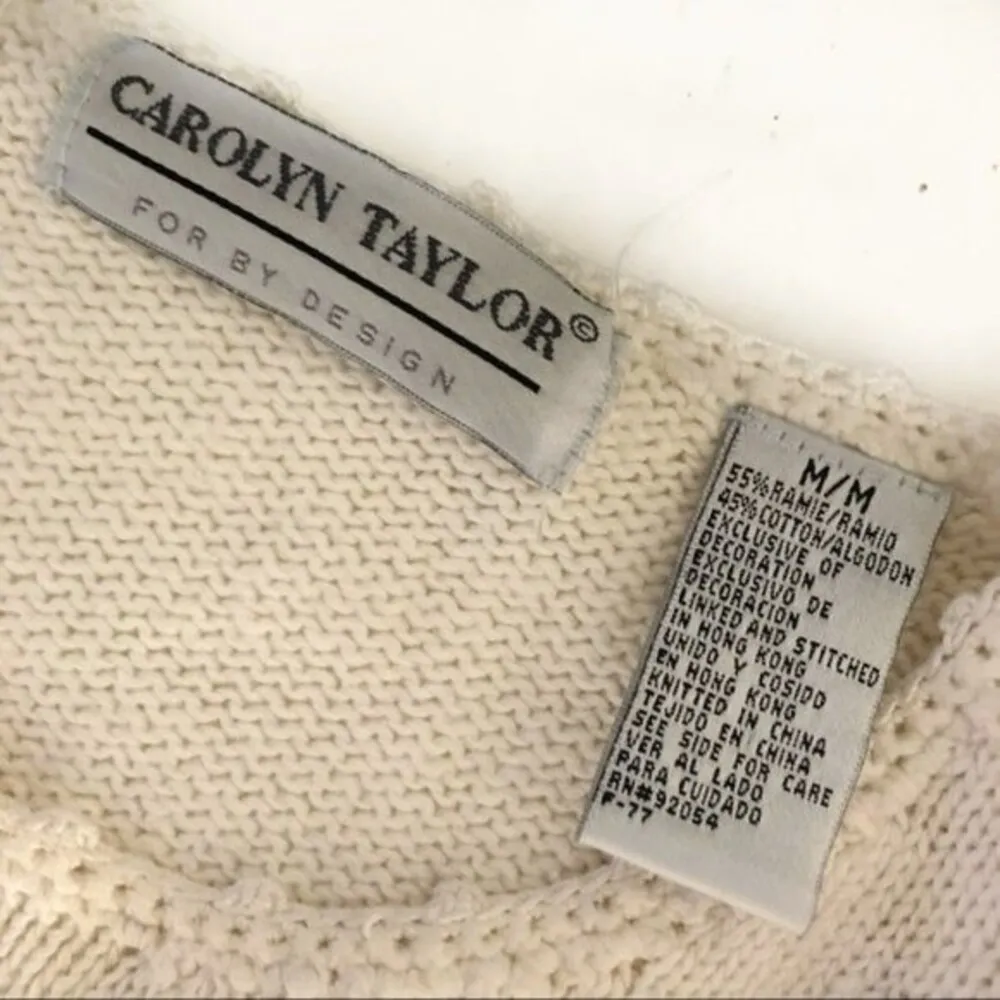 CAROLYN TAYLOR©
FOR BY DESIGN
M/M
55% RAMIE/RAMIO
45% COTTON/ALGODON
EXCLUSIVE OF
DECORATION
EXCLUSIVO DE
DECORACION
LINKED AND STITCHED
IN HONG KONG
UNIDO Y COSIDO
EN HONG KONG
KNITTED IN CHINA
TEJIDO EN CHINA
SEE SIDE FOR CARE
VER AL LADO
PARA CUIDADO
RN#92054
F-77